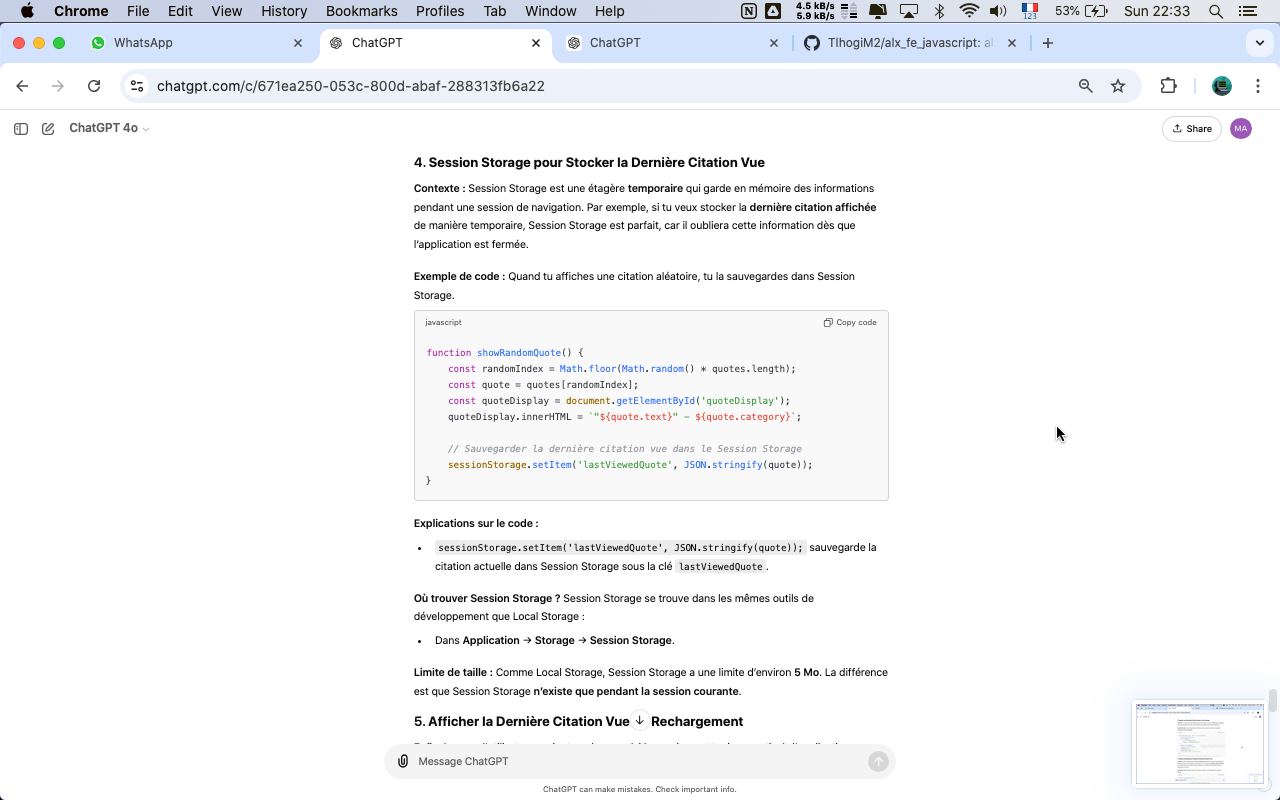 Chrome File Edit View History Bookmarks Profiles Tab Window Help 4.5 kB/s 5.9 kB/s 123 53% Sun 22:33
WhatsApp ChatGPT ChatGPT TlhogiM2/alx_fe_javascript: al
chatgpt.com/c/671ea250-053c-800d-abaf-288313fb6a22
ChatGPT 4o Share MA
4. Session Storage pour Stocker la Dernière Citation Vue
Contexte : Session Storage est une étagère temporaire qui garde en mémoire des informations
pendant une session de navigation. Par exemple, si tu veux stocker la dernière citation affichée
de manière temporaire, Session Storage est parfait, car il oubliera cette information dès que
l'application est fermée.
Exemple de code : Quand tu affiches une citation aléatoire, tu la sauvegardes dans Session
Storage.
javascript Copy code
function showRandomQuote() {
const randomIndex = Math.floor(Math.random() * quotes.length);
const quote = quotes[randomIndex];
const quoteDisplay = document.getElementById('quoteDisplay');
quoteDisplay.innerHTML = `"${quote.text}" - ${quote.category}`;
// Sauvegarder la dernière citation vue dans le Session Storage
sessionStorage.setItem('lastViewedQuote', JSON.stringify(quote));
}
Explications sur le code :
• sessionStorage.setItem('lastViewedQuote', JSON.stringify(quote)); sauvegarde la
citation actuelle dans Session Storage sous la clé lastViewedQuote.
Où trouver Session Storage ? Session Storage se trouve dans les mêmes outils de
développement que Local Storage :
• Dans Application → Storage → Session Storage.
Limite de taille : Comme Local Storage, Session Storage a une limite d'environ 5 Mo. La différence
est que Session Storage n'existe que pendant la session courante.
5. Afficher la Dernière Citation Vue Rechargement
Message ChatGPT
ChatGPT can make mistakes. Check important info.